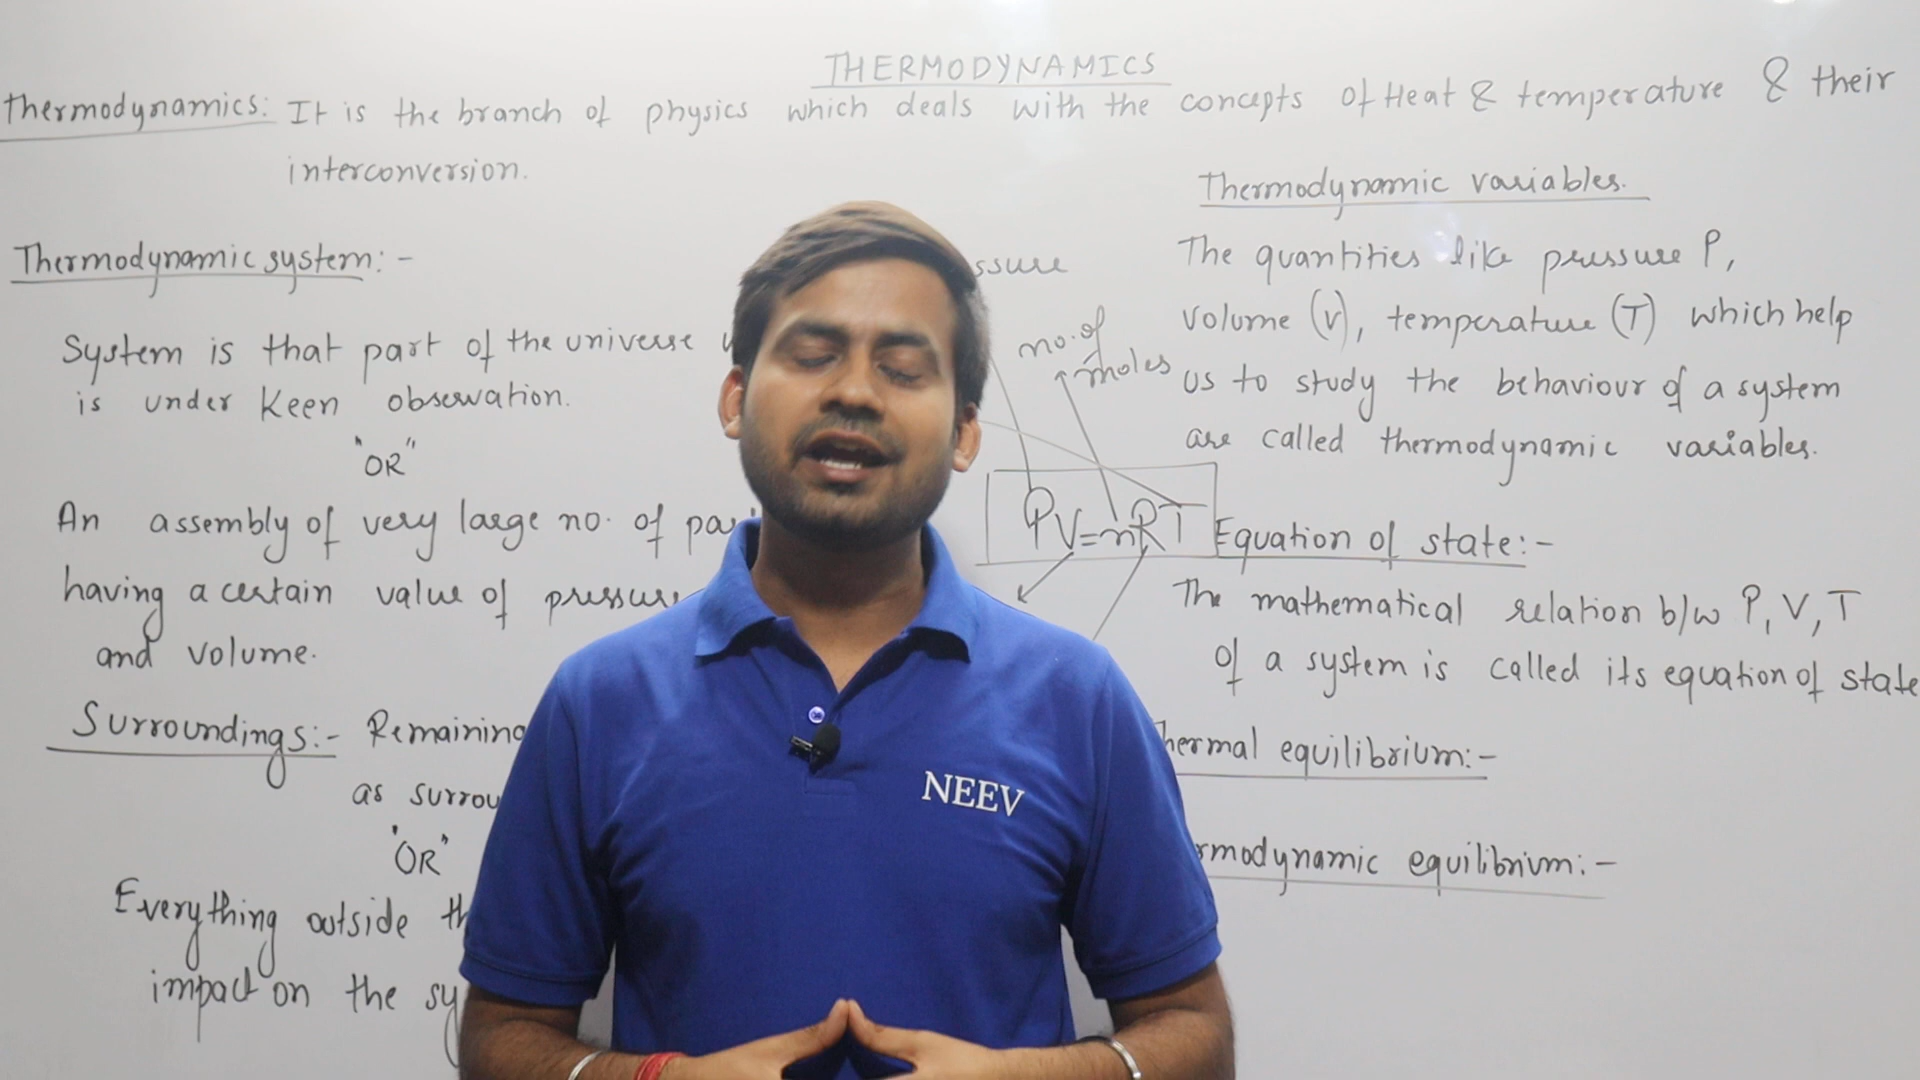 THERMODYNAMICS
Thermodynamics: It is the branch of physics which deals with the concepts of Heat & temperature & their
interconversion.
Thermodynamic system:-
System is that part of the universe
is under Keen observation.
"OR"
An assembly of very large no. of
having a certain value of pressure
and volume.
Surroundings:- Remaining
as
"OR"
Everything outside
impact on the
ssure
no. of
moles
PV=nRT
Thermodynamic variables.
The quantities like pressure P,
volume (V), temperature (T) which help
us to study the behaviour of a system
are called thermodynamic variables.
Equation of state:-
The mathematical relation b/w P, V, T
of a system is called its equation of state
hermal equilibrium:-
rmodynamic equilibrium:-
NEEV